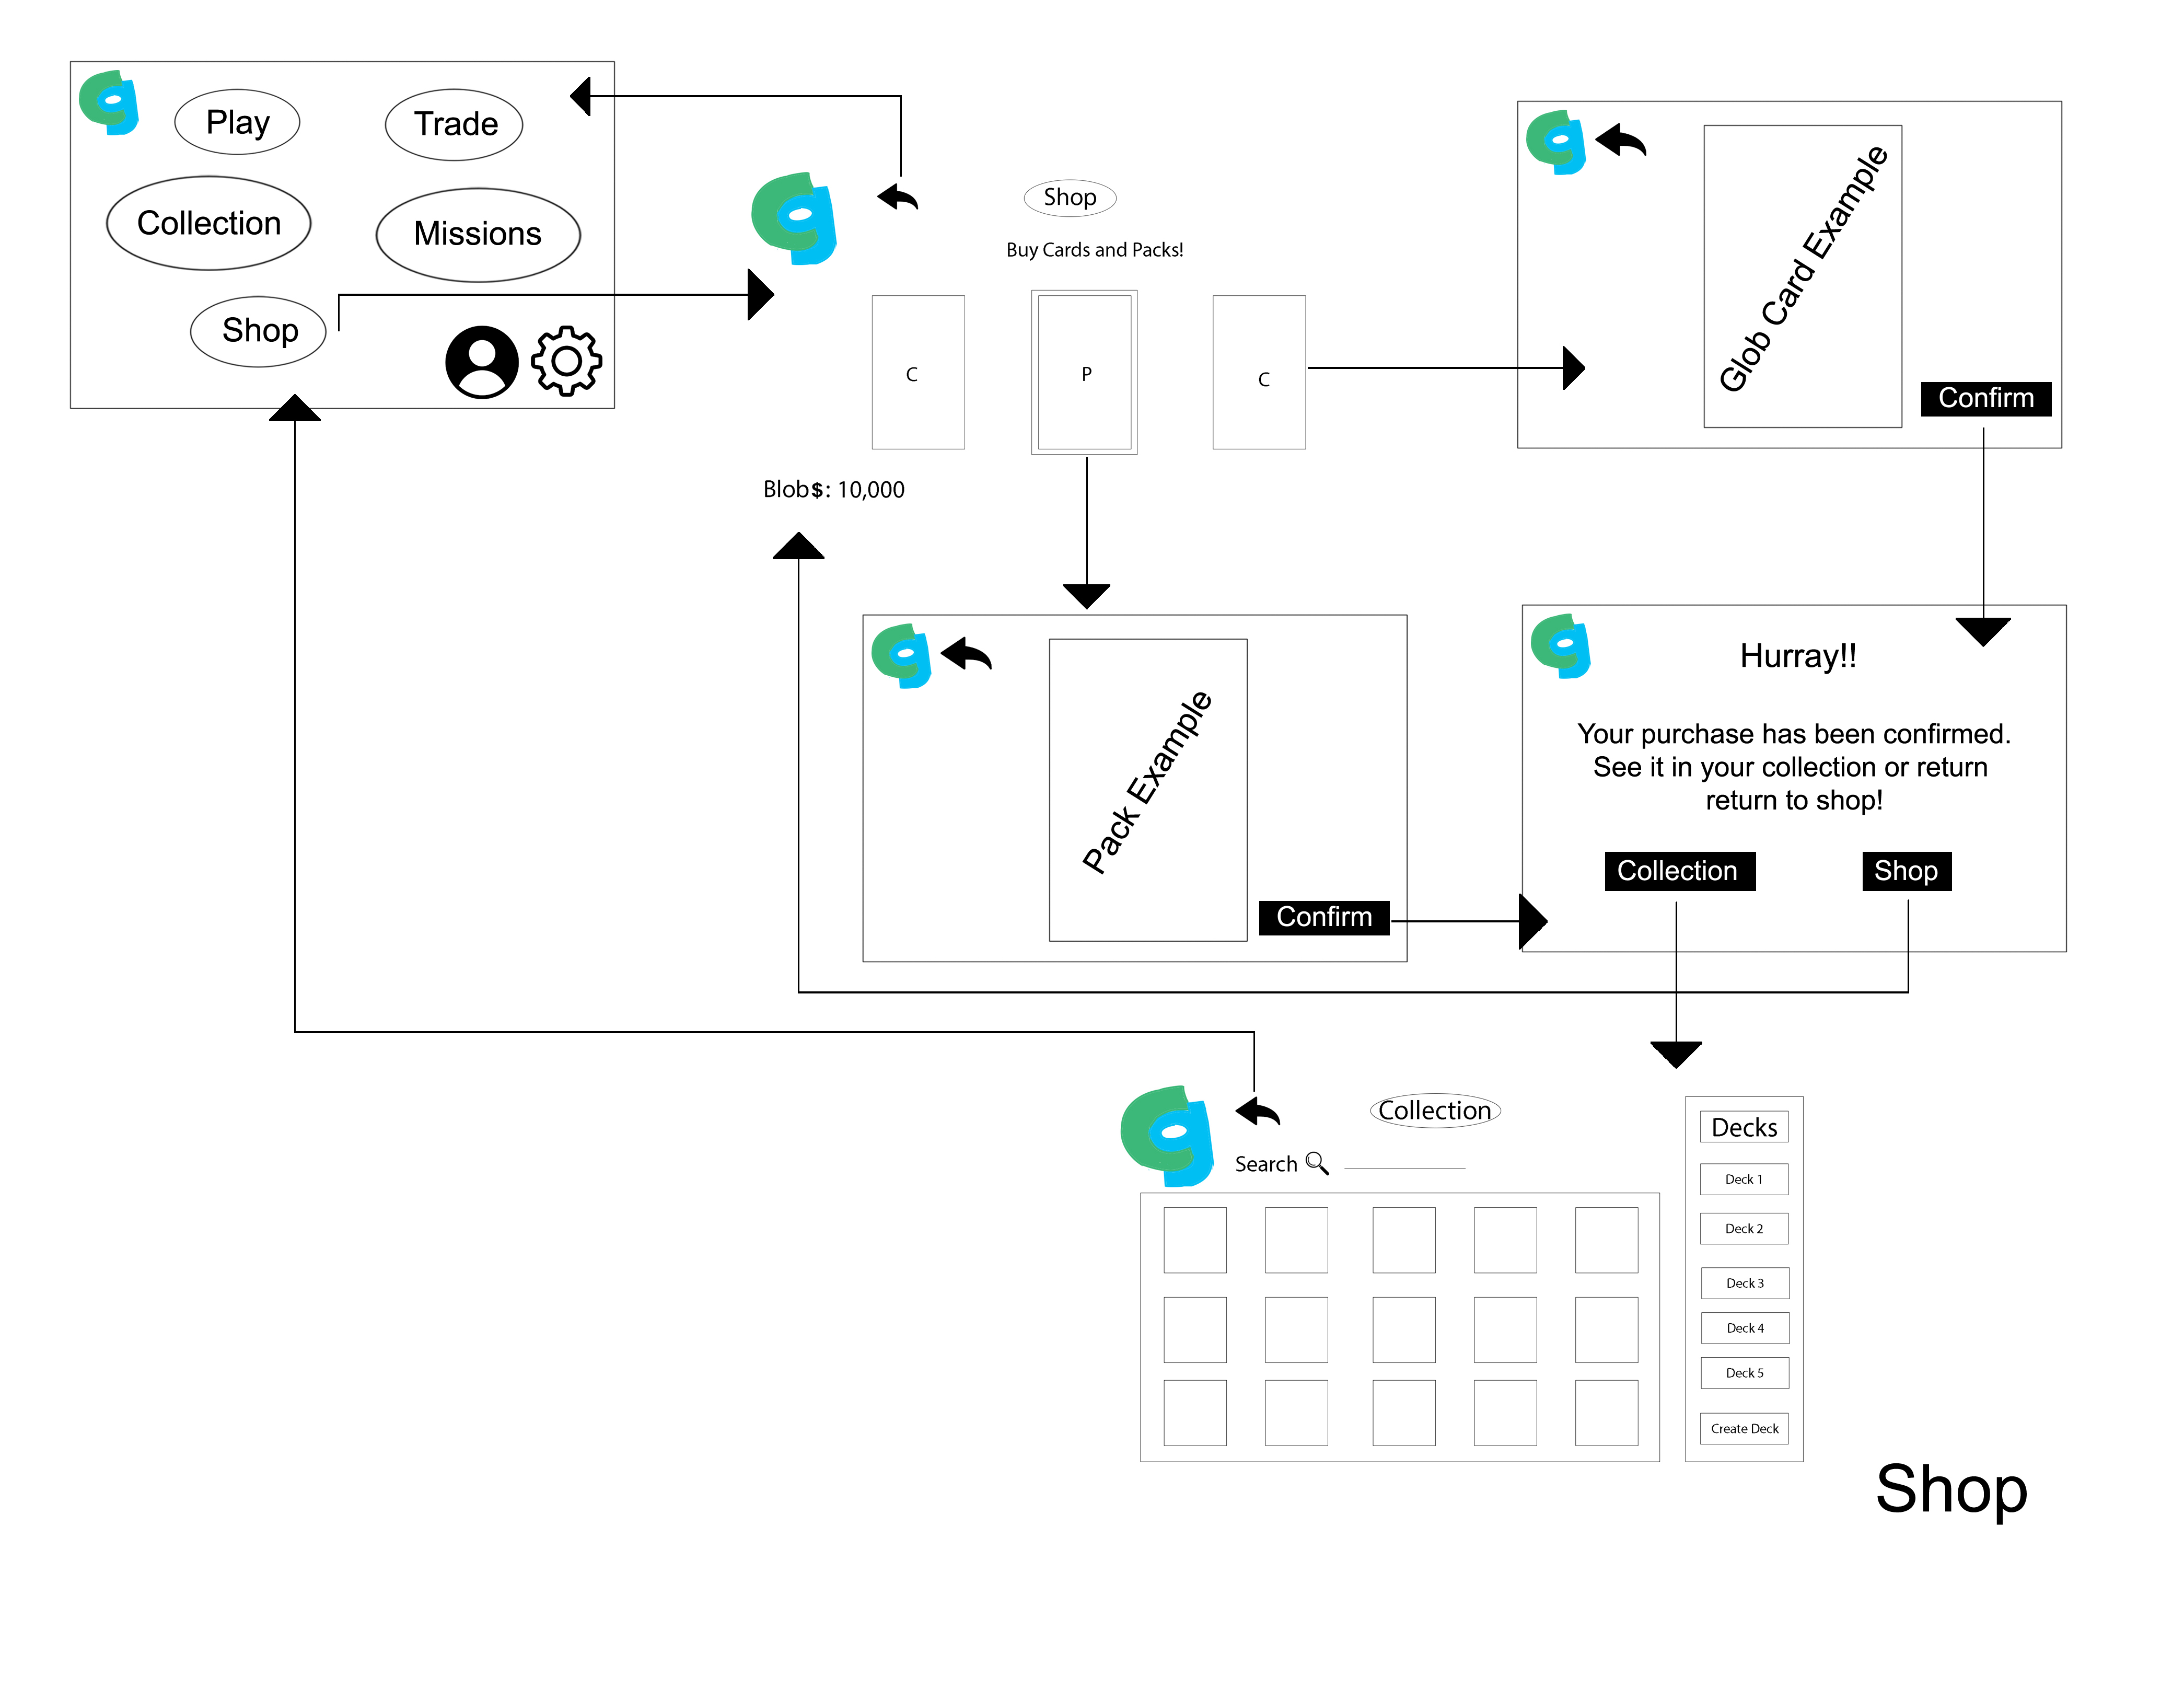 Play
Trade
Collection
Missions
Shop
Shop
Buy Cards and Packs!
C
P
C
Blob$: 10,000
Glob Card Example
Confirm
Pack Example
Confirm
Hurray!!
Your purchase has been confirmed.
See it in your collection or return
return to shop!
Collection
Shop
Collection
Search
Decks
Deck 1
Deck 2
Deck 3
Deck 4
Deck 5
Create Deck
Shop